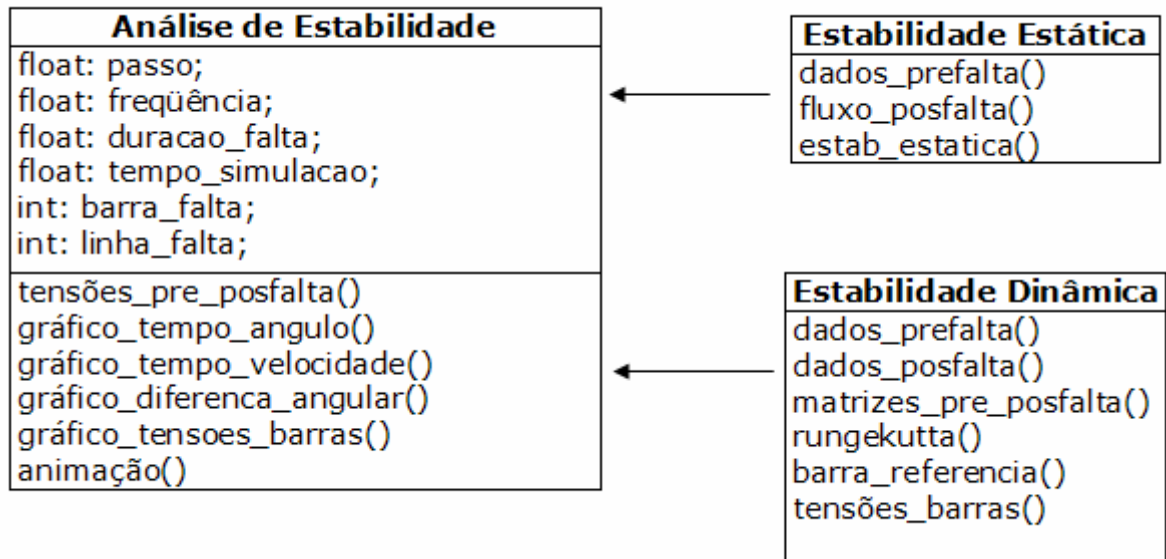 Análise de Estabilidade
float: passo;
float: freqüência;
float: duracao_falta;
float: tempo_simulacao;
int: barra_falta;
int: linha_falta;
tensões_pre_posfalta()
gráfico_tempo_angulo()
gráfico_tempo_velocidade()
gráfico_diferenca_angular()
gráfico_tensoes_barras()
animação()
Estabilidade Estática
dados_prefalta()
fluxo_posfalta()
estab_estatica()
Estabilidade Dinâmica
dados_prefalta()
dados_posfalta()
matrizes_pre_posfalta()
rungekutta()
barra_referencia()
tensões_barras()